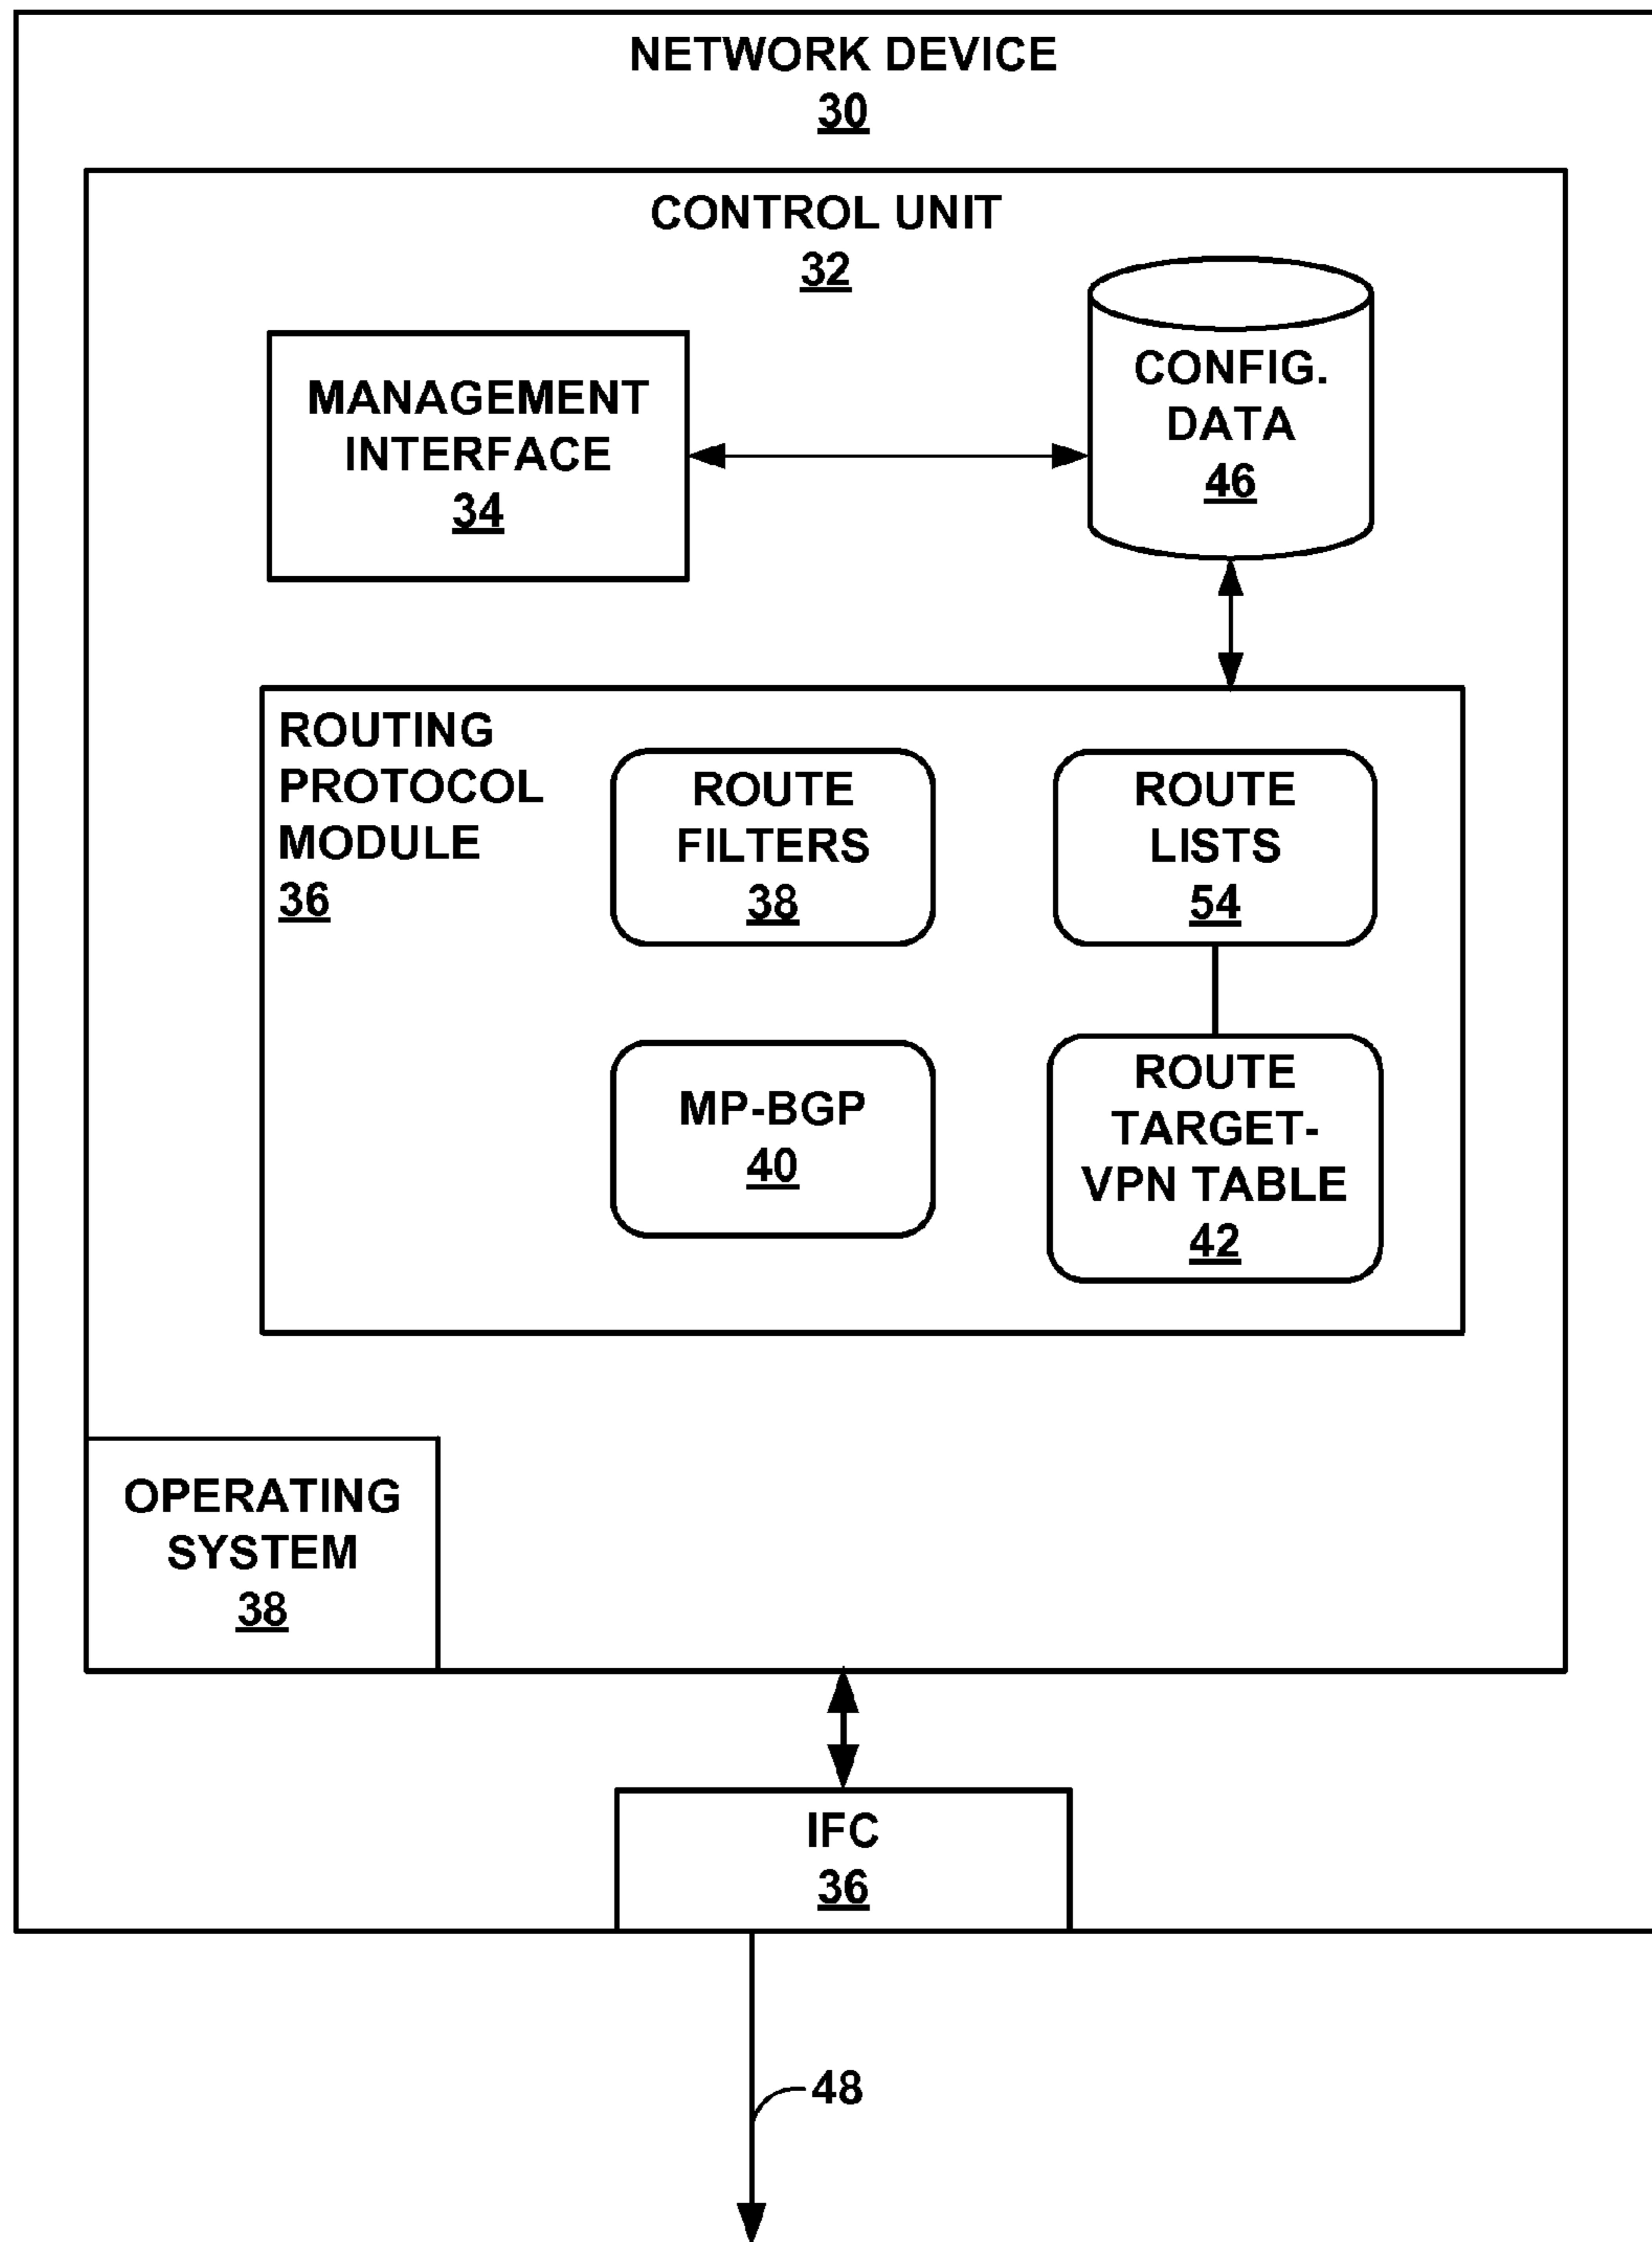 NETWORK DEVICE
30
CONTROL UNIT
32
MANAGEMENT
INTERFACE
34
CONFIG.
DATA
46
ROUTING
PROTOCOL
MODULE
36
ROUTE
FILTERS
38
ROUTE
LISTS
54
MP-BGP
40
ROUTE
TARGET-
VPN TABLE
42
OPERATING
SYSTEM
38
IFC
36
48